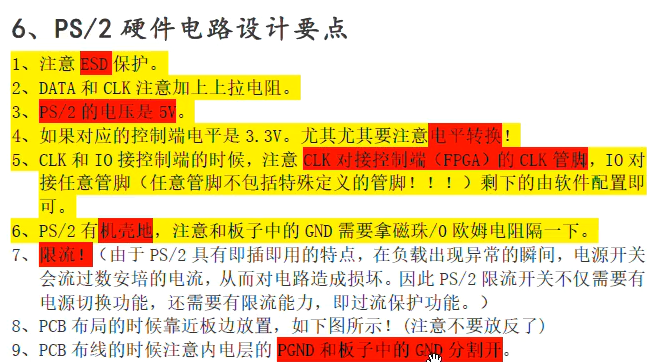 6、PS/2 硬件电路设计要点
1、注意 ESD 保护。
2、DATA 和 CLK 注意加上上拉电阻。
3、PS/2 的电压是 5V。
4、如果对应的控制端电平是 3.3V。尤其尤其要注意电平转换！
5、CLK 和 IO 接控制端的时候，注意 CLK 对接控制端（FPGA）的 CLK 管脚，IO 对
接任意管脚（任意管脚不包括特殊定义的管脚！！！）剩下的由软件配置即
可。
6、PS/2 有机壳地，注意和板子中的 GND 需要拿磁珠/0 欧姆电阻隔一下。
7、限流！（由于 PS/2 具有即插即用的特点，在负载出现异常的瞬间，电源开关
会流过数安培的电流，从而对电路造成损坏。因此 PS/2 限流开关不仅需要有
电源切换功能，还需要有限流能力，即过流保护功能。）
8、PCB 布局的时候靠近板边放置，如下图所示！(注意不要放反了)
9、PCB 布线的时候注意内电层的 PGND 和板子中的 GND 分割开。